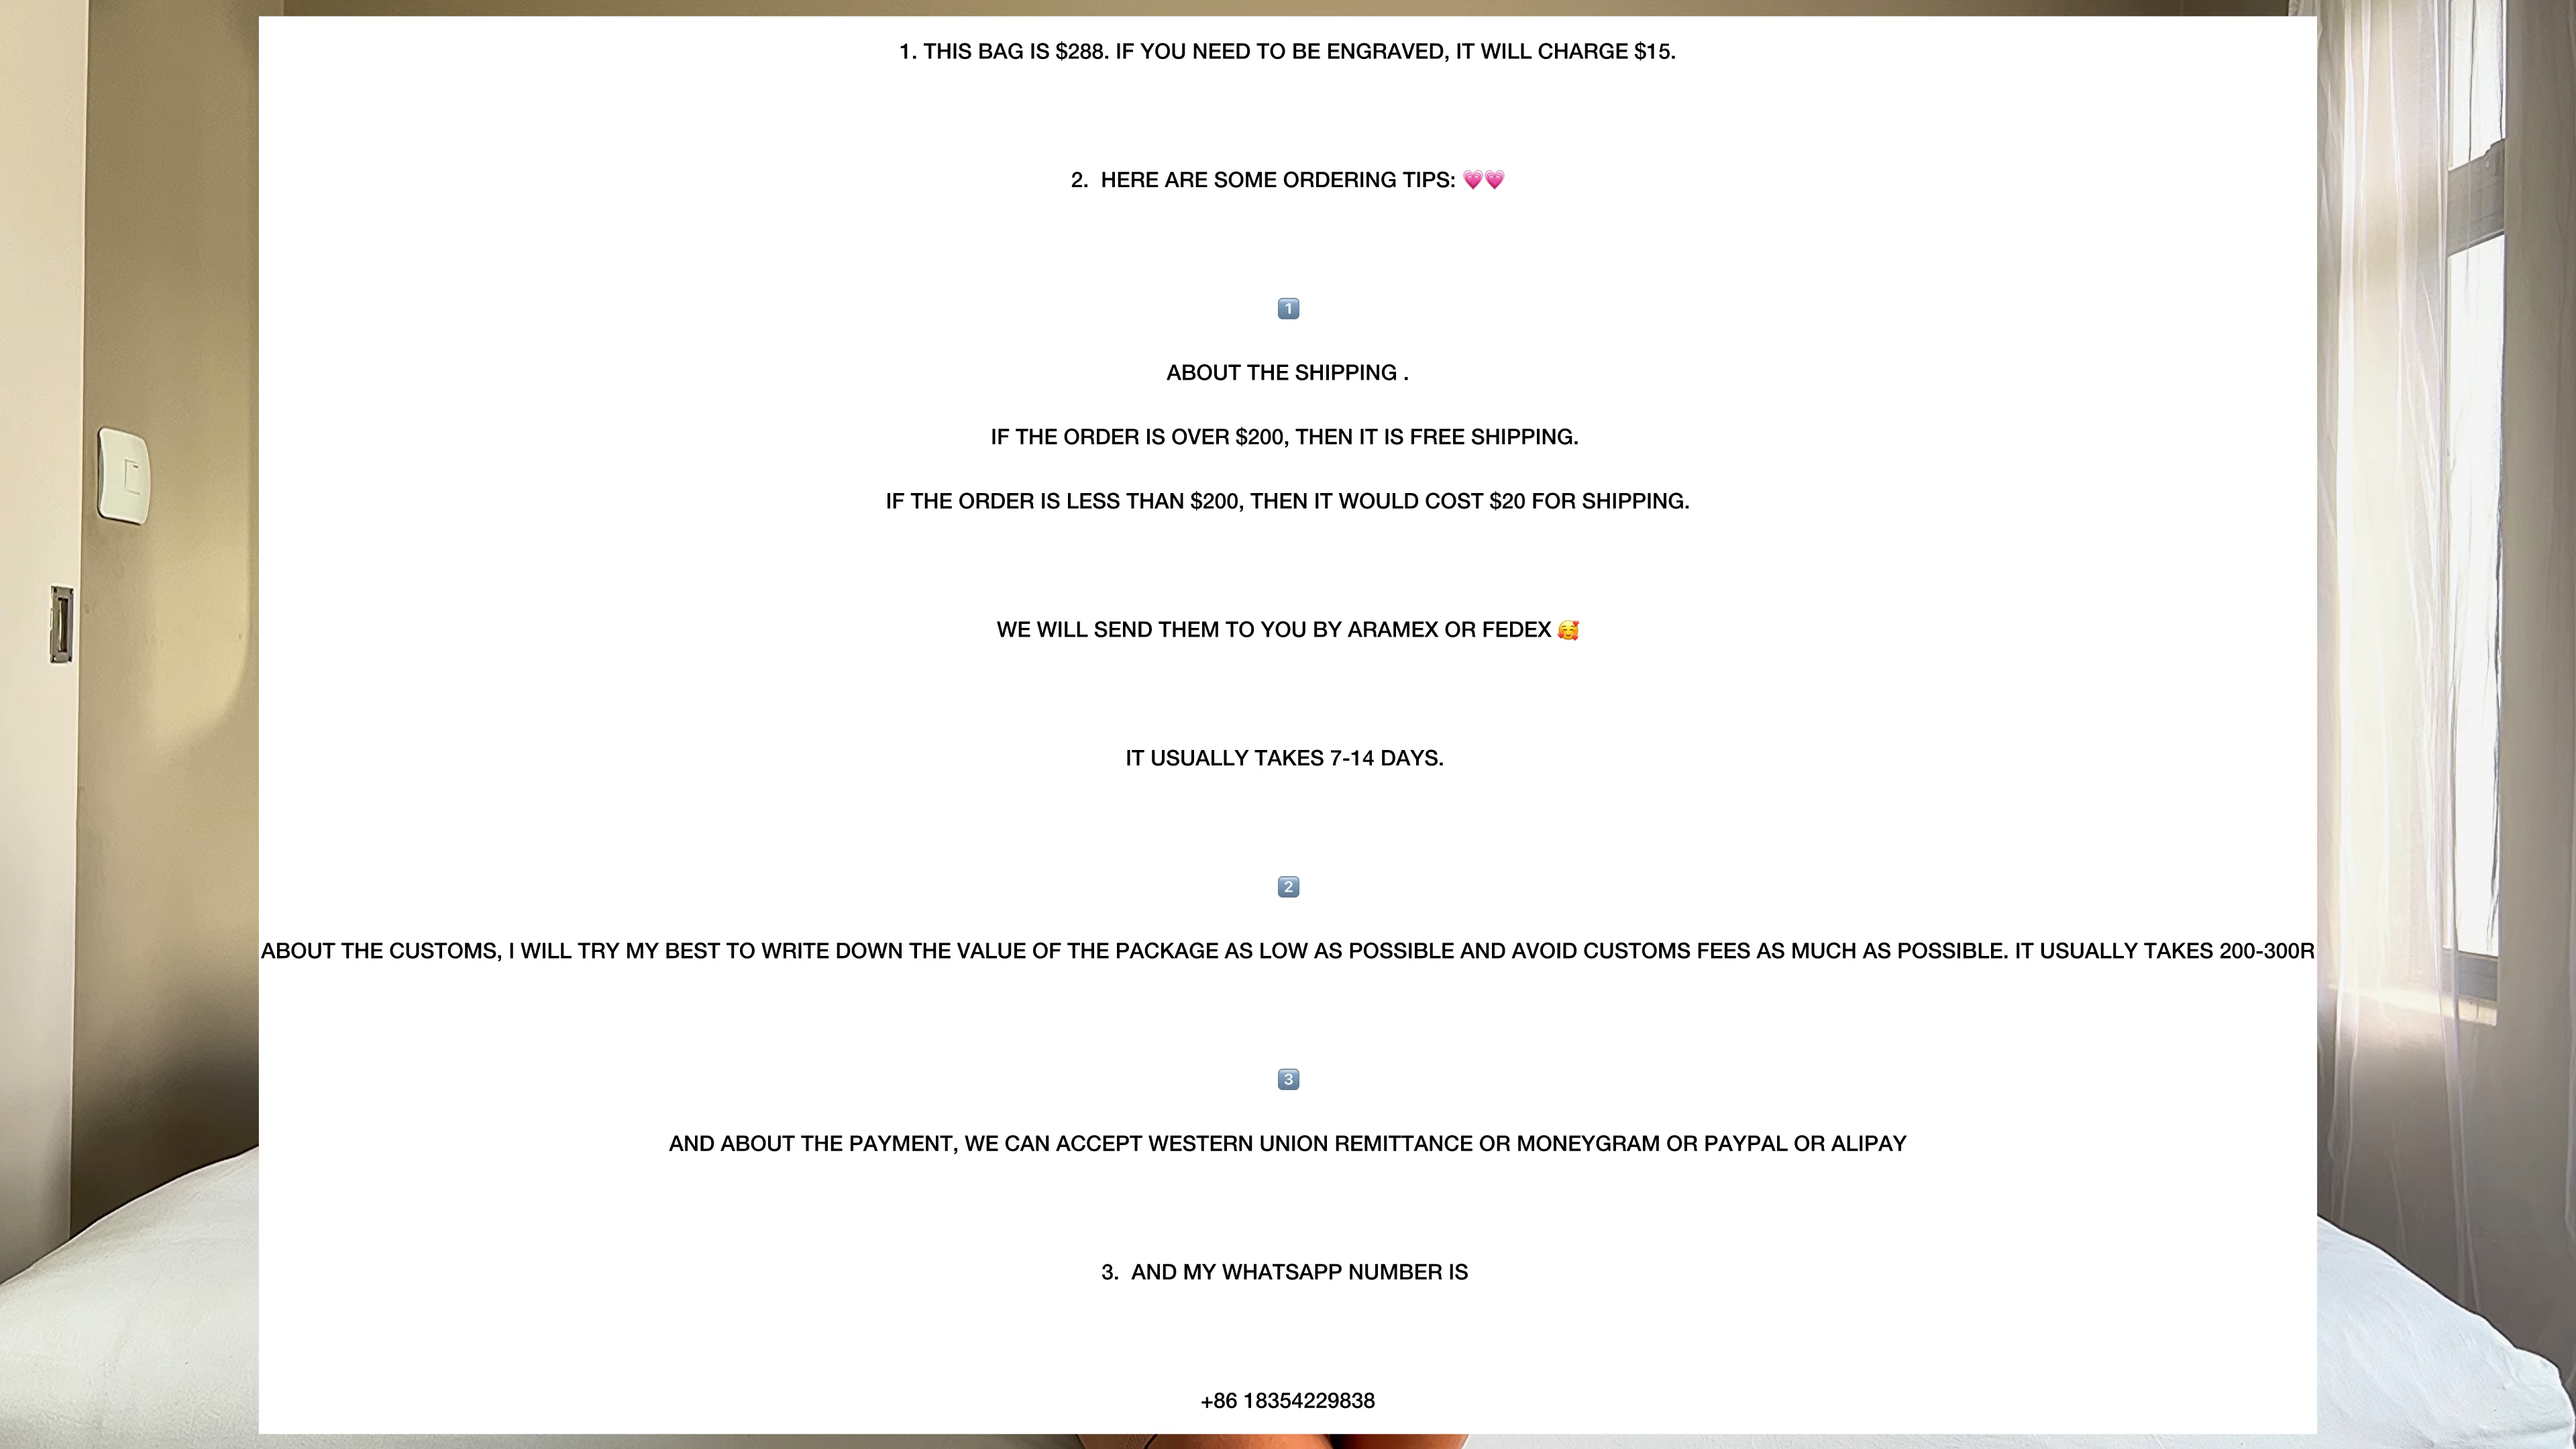 1. THIS BAG IS $288. IF YOU NEED TO BE ENGRAVED, IT WILL CHARGE $15.
2. HERE ARE SOME ORDERING TIPS: 💗💗
1️⃣
ABOUT THE SHIPPING .
IF THE ORDER IS OVER $200, THEN IT IS FREE SHIPPING.
IF THE ORDER IS LESS THAN $200, THEN IT WOULD COST $20 FOR SHIPPING.
WE WILL SEND THEM TO YOU BY ARAMEX OR FEDEX 🥰
IT USUALLY TAKES 7-14 DAYS.
2️⃣
ABOUT THE CUSTOMS, I WILL TRY MY BEST TO WRITE DOWN THE VALUE OF THE PACKAGE AS LOW AS POSSIBLE AND AVOID CUSTOMS FEES AS MUCH AS POSSIBLE. IT USUALLY TAKES 200-300R
3️⃣
AND ABOUT THE PAYMENT, WE CAN ACCEPT WESTERN UNION REMITTANCE OR MONEYGRAM OR PAYPAL OR ALIPAY
3. AND MY WHATSAPP NUMBER IS
+86 18354229838